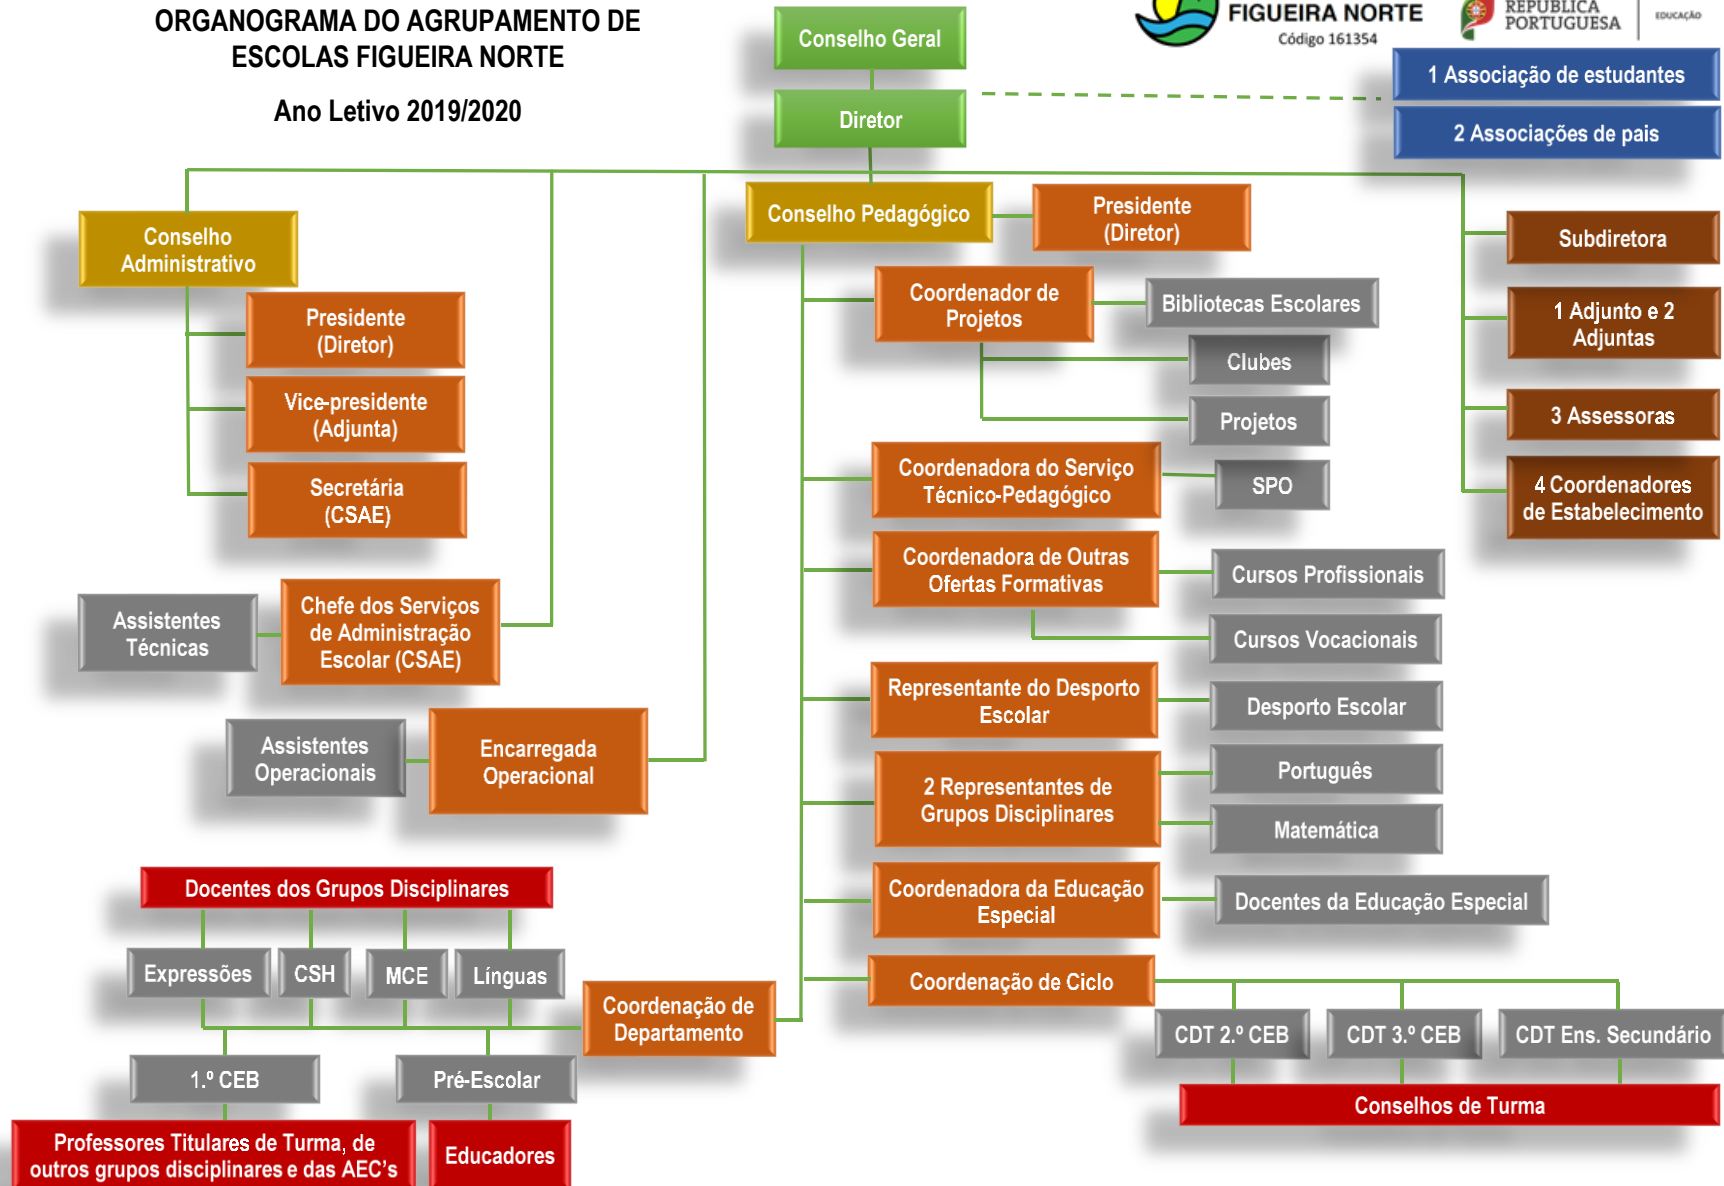 ORGANOGRAMA DO AGRUPAMENTO DE
ESCOLAS FIGUEIRA NORTE
Ano Letivo 2019/2020
FIGUEIRA NORTE
Código 161354
REPÚBLICA
PORTUGUESA
EDUCAÇÃO
Conselho Geral
Diretor
1 Associação de estudantes
2 Associações de pais
Conselho
Administrativo
Presidente
(Diretor)
Vice-presidente
(Adjunta)
Secretária
(CSAE)
Assistentes
Técnicas
Chefe dos Serviços
de Administração
Escolar (CSAE)
Assistentes
Operacionais
Encarregada
Operacional
Conselho Pedagógico
Presidente
(Diretor)
Coordenador de
Projetos
Bibliotecas Escolares
Clubes
Projetos
Coordenadora do Serviço
Técnico-Pedagógico
SPO
Coordenadora de Outras
Ofertas Formativas
Cursos Profissionais
Cursos Vocacionais
Representante do Desporto
Escolar
Desporto Escolar
2 Representantes de
Grupos Disciplinares
Português
Matemática
Coordenadora da Educação
Especial
Docentes da Educação Especial
Coordenação de Ciclo
CDT 2.º CEB
CDT 3.º CEB
CDT Ens. Secundário
Conselhos de Turma
Subdiretora
1 Adjunto e 2
Adjuntas
3 Assessoras
4 Coordenadores
de Estabelecimento
Docentes dos Grupos Disciplinares
Expressões
CSH
MCE
Línguas
Coordenação de
Departamento
1.º CEB
Pré-Escolar
Professores Titulares de Turma, de
outros grupos disciplinares e das AEC's
Educadores